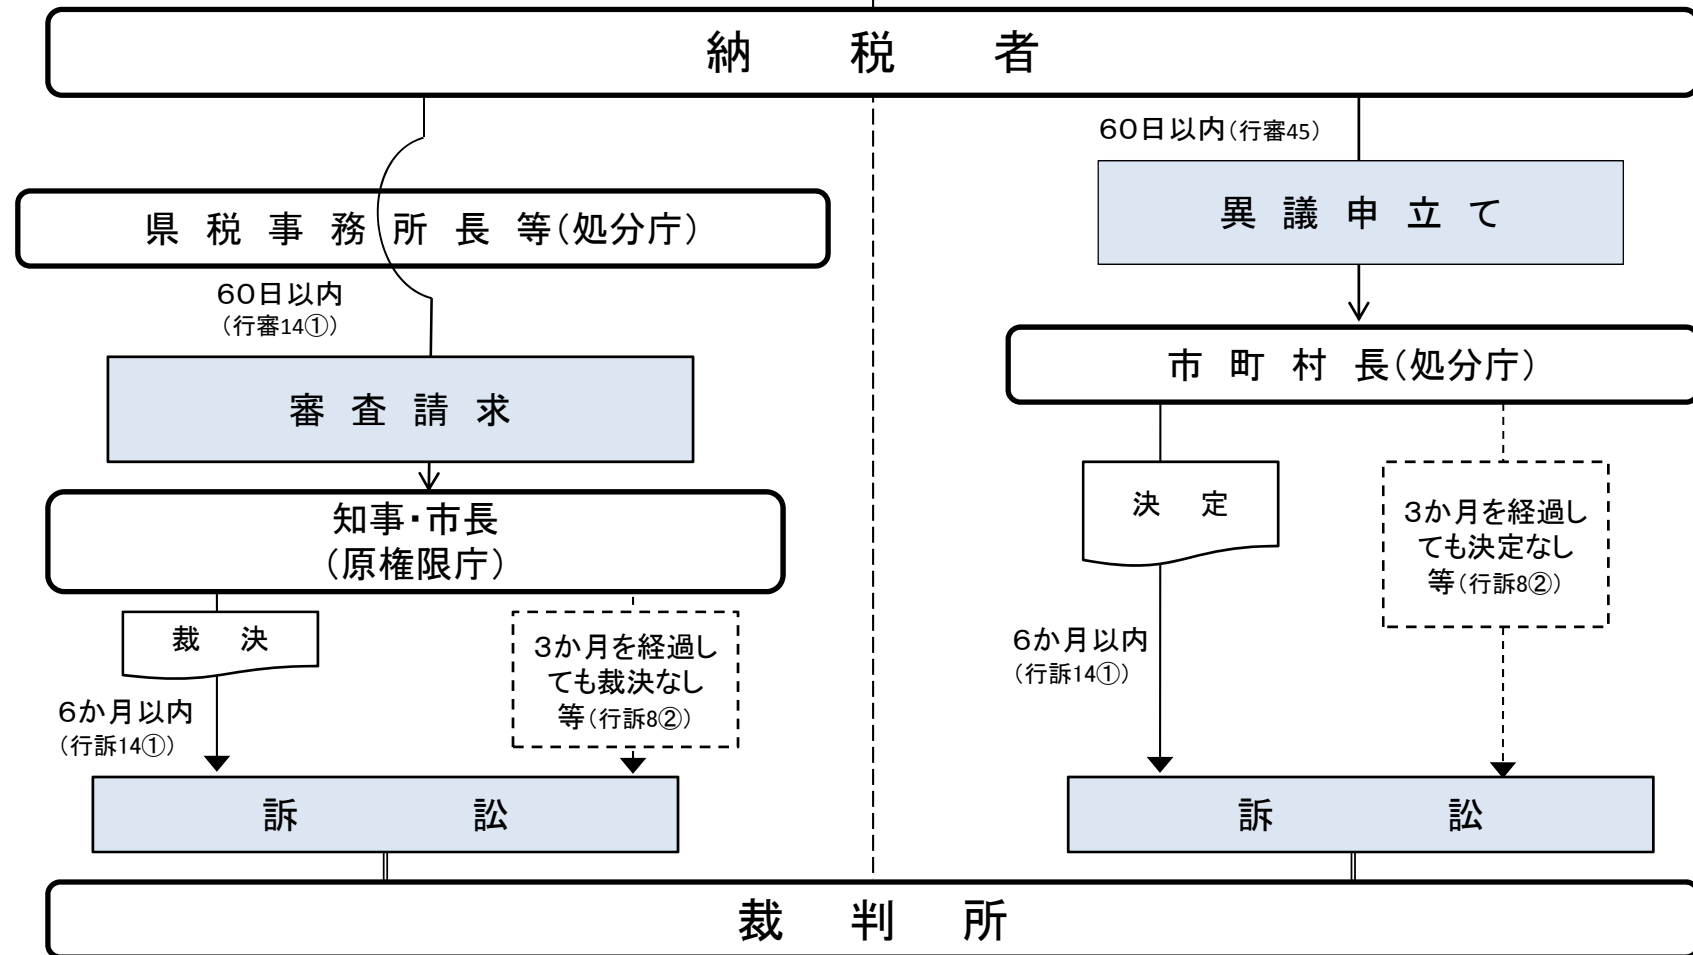 納税者
県税事務所長等(処分庁)
60日以内
(行審14①)
審査請求
知事・市長
(原権限庁)
裁決
6か月以内
(行訴14①)
3か月を経過し
ても裁決なし
等(行訴8②)
訴訟
60日以内(行審45)
異議申立て
市町村長(処分庁)
決定
6か月以内
(行訴14①)
3か月を経過し
ても決定なし
等(行訴8②)
訴訟
裁判所